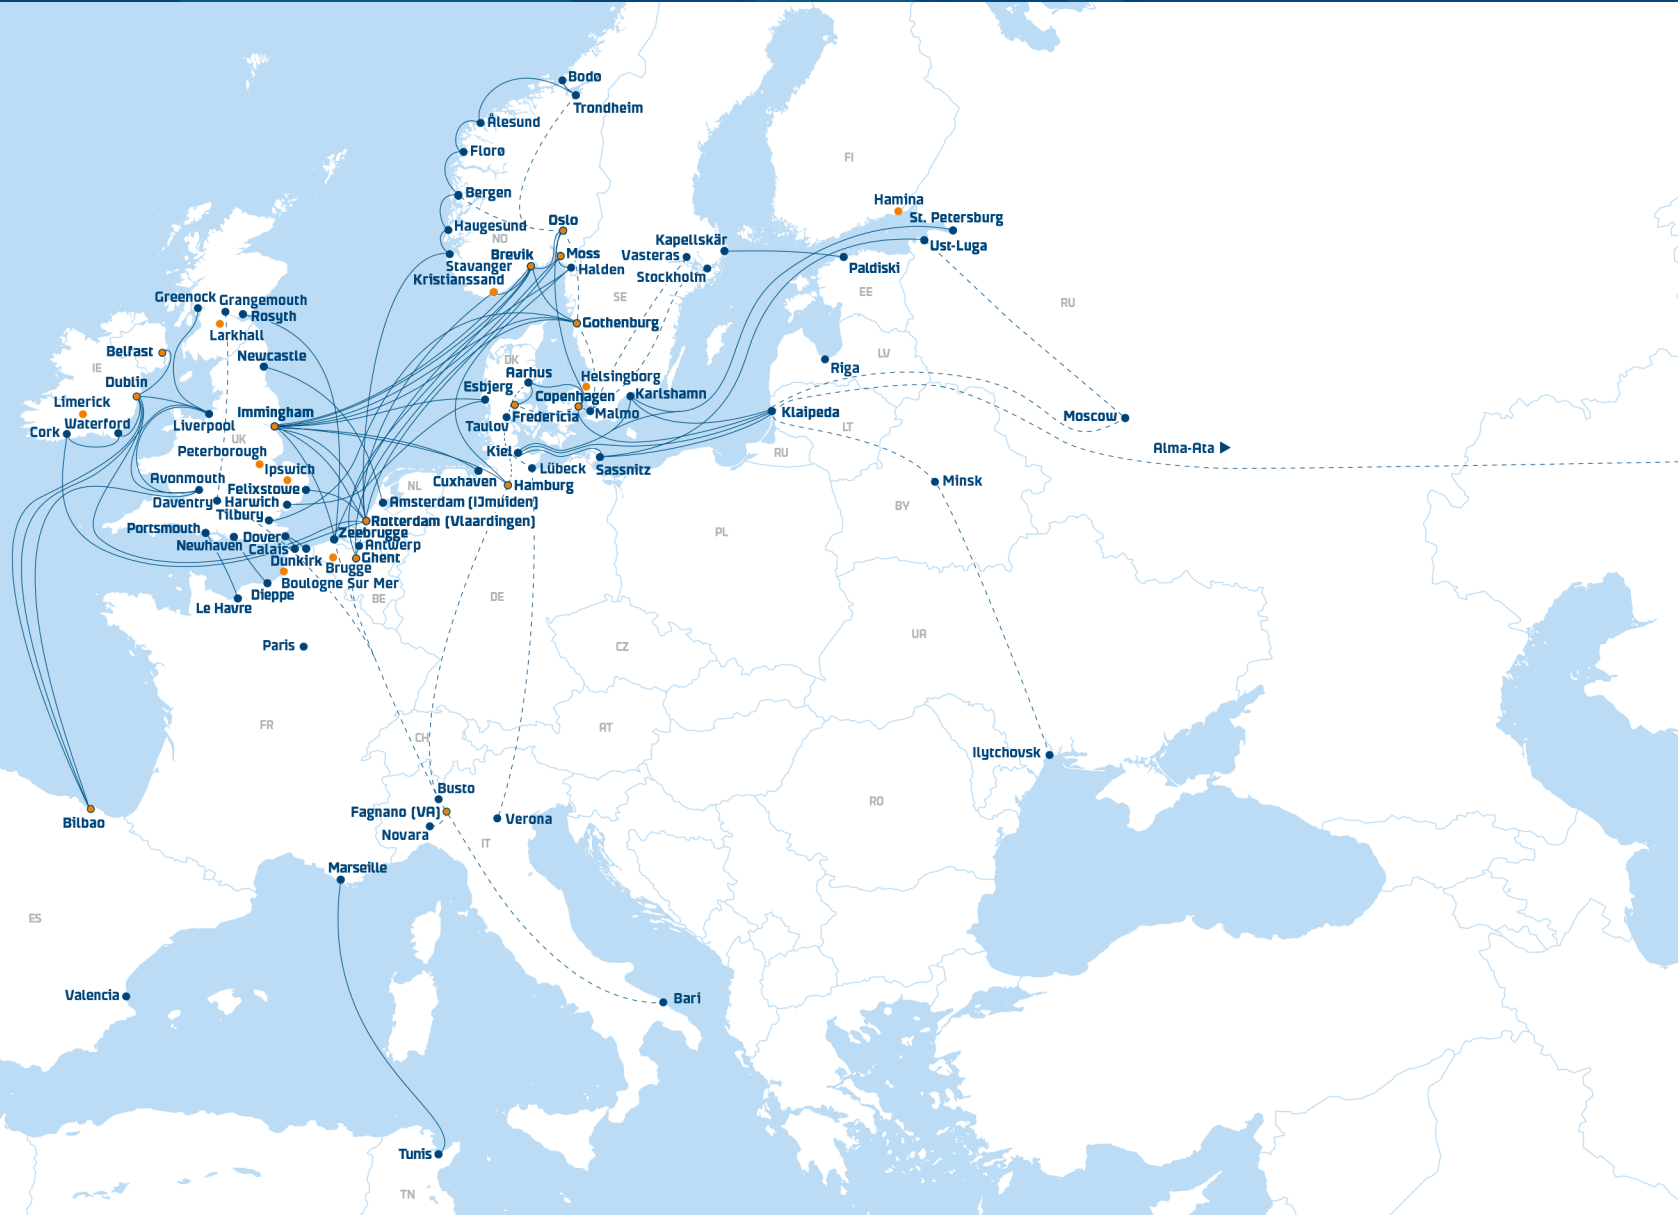 Bodø
Trondheim
Ålesund
Florø
FI
Bergen
Hamina
Oslo
St. Petersburg
Haugesund
NO
Kapellskär
Ust-Luga
Brevik
Moss
Vasteras
Stavanger
Halden
Paldiski
Stockholm
Kristianssand
EE
SE
RU
Greenock
Grangemouth
Rosyth
Gothenburg
Larkhall
Belfast
Newcastle
DK
LV
IE
Aarhus
Riga
Helsingborg
Dublin
Esbjerg
Copenhagen
Karlshamn
Limerick
Immingham
Fredericia
Malmo
Klaipeda
Moscow
Waterford
Liverpool
Taulov
LT
Cork
UK
Alma-Ata
Peterborough
Kiel
RU
Ipswich
Lübeck
Sassnitz
Avonmouth
Cuxhaven
Hamburg
Minsk
Felixstowe
NL
Daventry
Harwich
Amsterdam (IJmuiden)
BY
Tilbury
Rotterdam (Vlaardingen)
Portsmouth
Zeebrugge
PL
Newhaven
Dover
Antwerp
Calais
Ghent
Dunkirk
Brugge
Boulogne Sur Mer
Dieppe
BE
DE
Le Havre
UA
Paris
CZ
FR
AT
CH
Ilytchovsk
Busto
RO
Fagnano (VA)
Bilbao
Verona
Novara
IT
Marseille
ES
Valencia
Bari
Tunis
TN